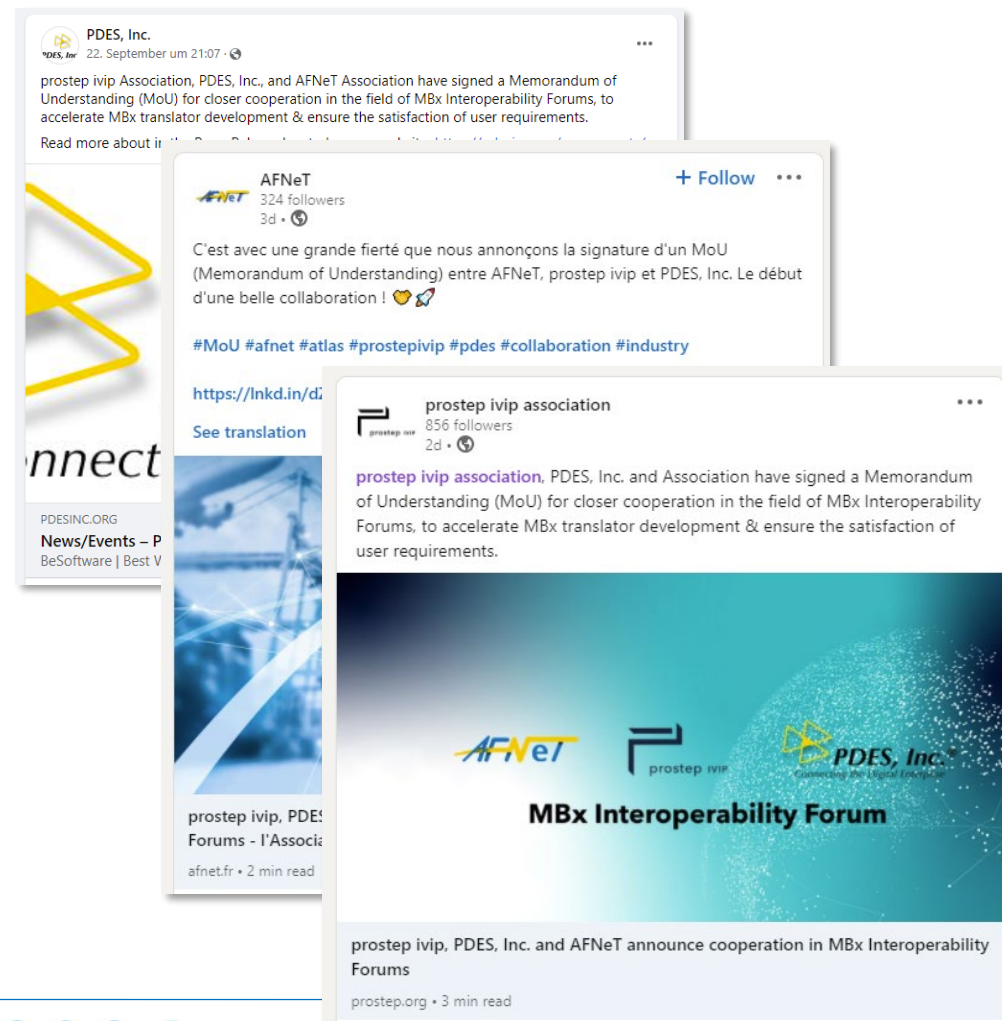 PDES, Inc.
22. September um 21:07 ·
PDES, Inc
prostep ivip Association, PDES, Inc., and AFNeT Association have signed a Memorandum of
Understanding (MoU) for closer cooperation in the field of MBx Interoperability Forums, to
accelerate MBx translator development & ensure the satisfaction of user requirements.
Read more about in
nnect
PDESINC.ORG
News/Events – P
BeSoftware | Best W
AFNeT
AFNeT
324 followers
3d •
+ Follow
C'est avec une grande fierté que nous annonçons la signature d'un MoU
(Memorandum of Understanding) entre AFNeT, prostep ivip et PDES, Inc. Le début
d'une belle collaboration !
#MoU #afnet #atlas #prostepivip #pdes #collaboration #industry
https://lnkd.in/dZ
See translation
prostep ivip, PDES
Forums - l'Associa
afnet.fr • 2 min read
prostep ivip
prostep ivip association
856 followers
2d •
prostep ivip association, PDES, Inc. and Association have signed a Memorandum
of Understanding (MoU) for closer cooperation in the field of MBx Interoperability
Forums, to accelerate MBx translator development & ensure the satisfaction of
user requirements.
AFNeT
prostep IVIP
PDES, Inc.®
Connecting the Digital Enterprise
MBx Interoperability Forum
prostep ivip, PDES, Inc. and AFNeT announce cooperation in MBx Interoperability
Forums
prostep.org • 3 min read